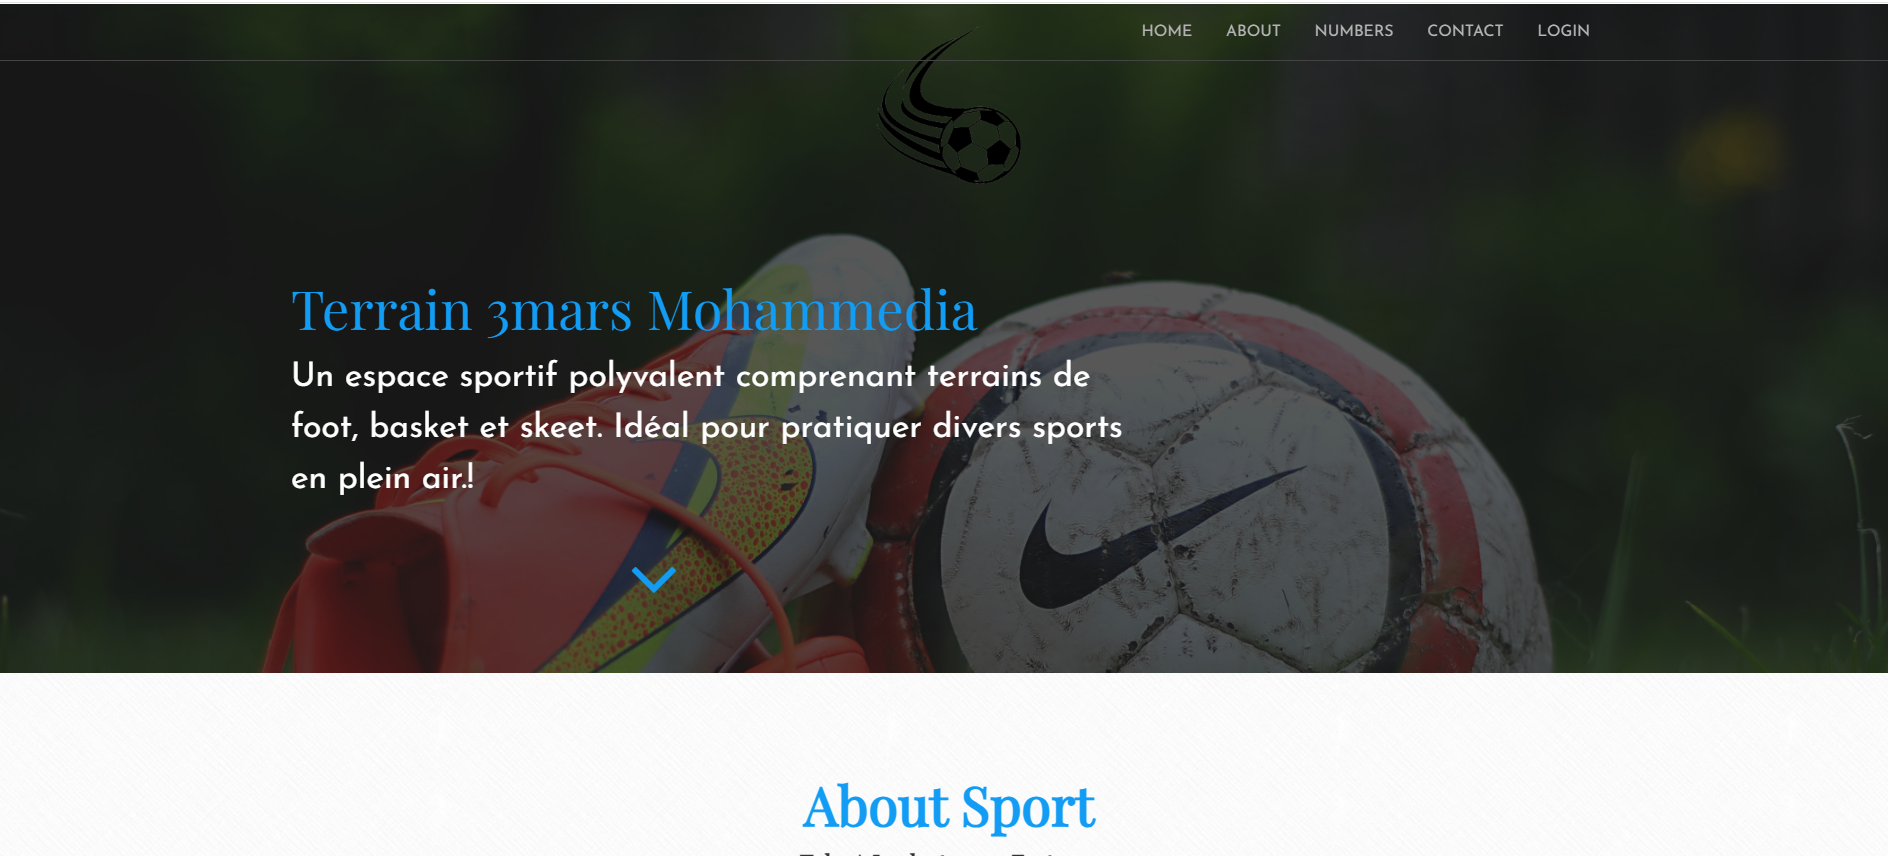 HOME ABOUT NUMBERS CONTACT LOGIN
Terrain 3mars Mohammedia
Un espace sportif polyvalent comprenant terrains de
foot, basket et skeet. Idéal pour pratiquer divers sports
en plein air.!
About Sport